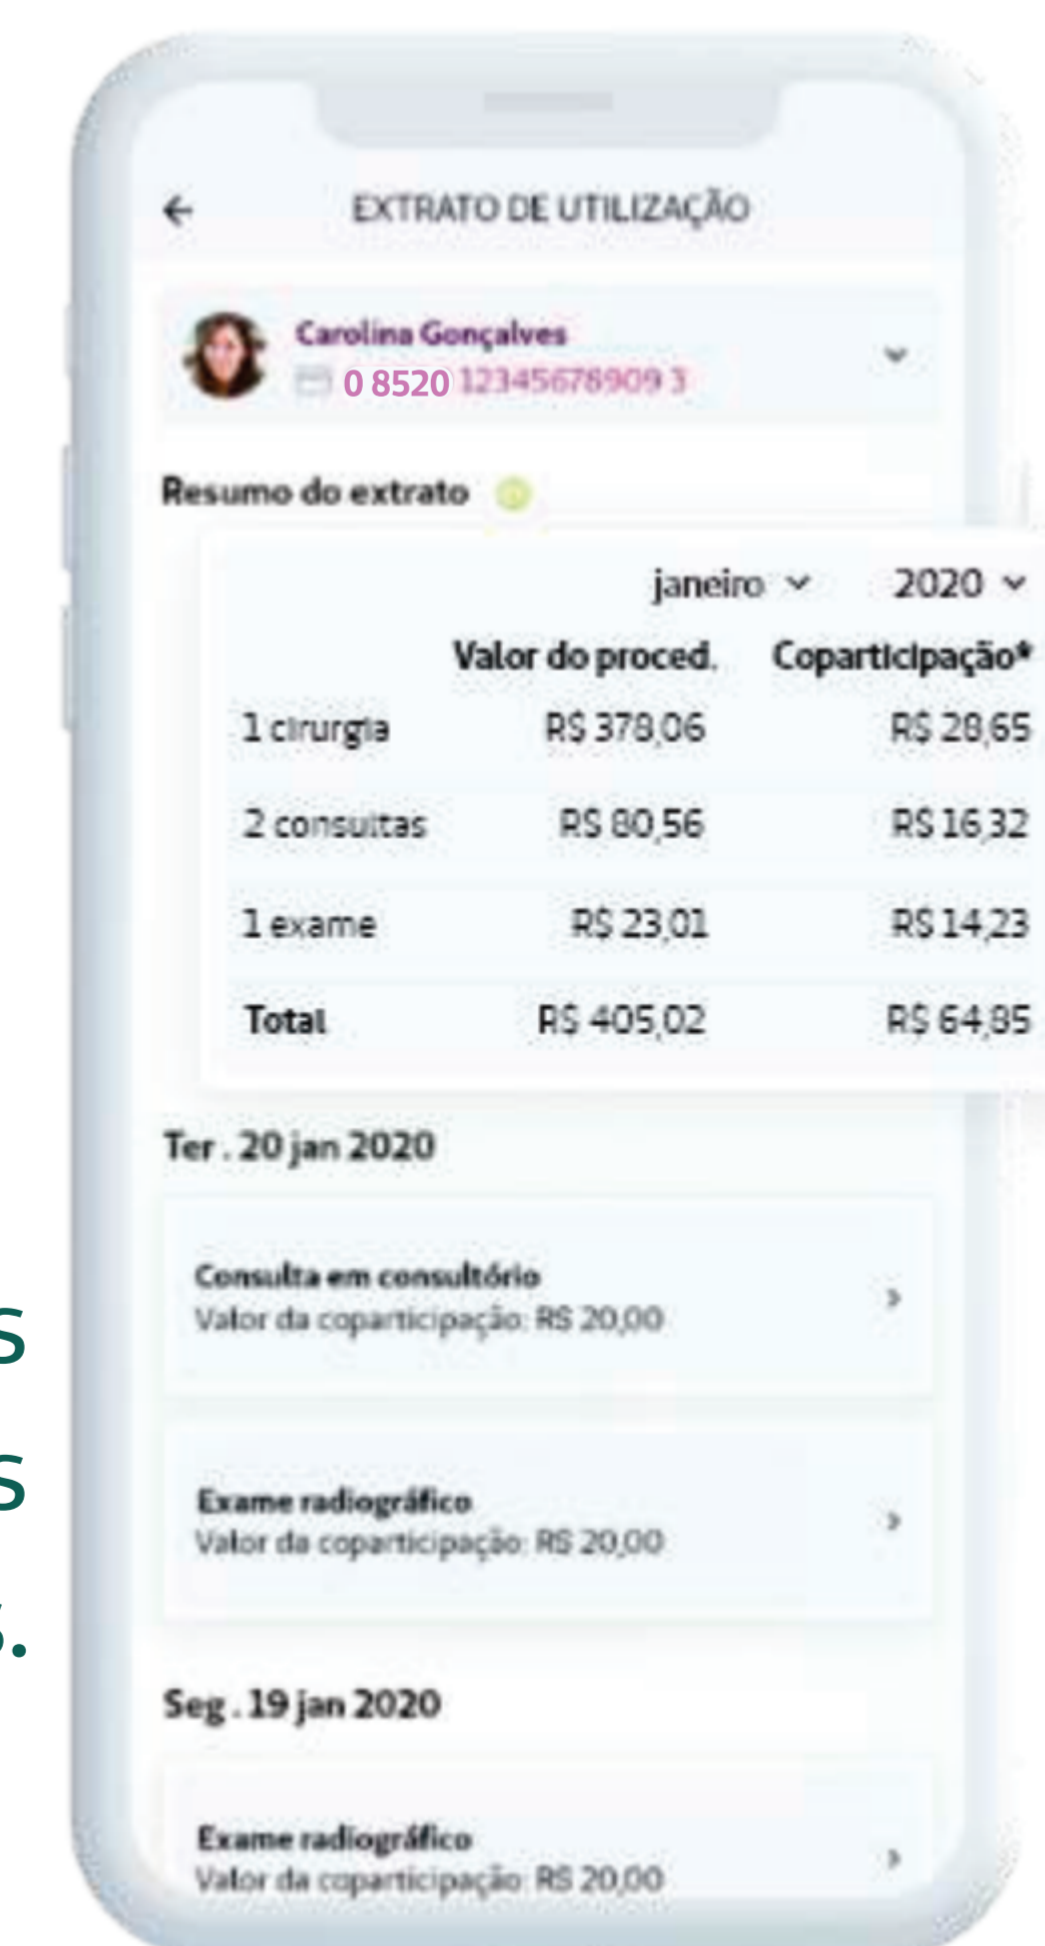 EXTRATO DE UTILIZAÇÃO
Carolina Gonçalves
0 8520 12345678909 3
Resumo do extrato
janeiro 2020
Valor do proced. Coparticipação*
1 cirurgia R$ 378,06 R$ 28,65
2 consultas R$ 80,56 R$ 16,32
1 exame R$ 23,01 R$ 14,23
Total R$ 405,02 R$ 64,85
Ter . 20 jan 2020
Consulta em consultório
Valor da coparticipação: R$ 20,00
Exame radiográfico
Valor da coparticipação: R$ 20,00
Seg . 19 jan 2020
Exame radiográfico
Valor da coparticipação: R$ 20,00